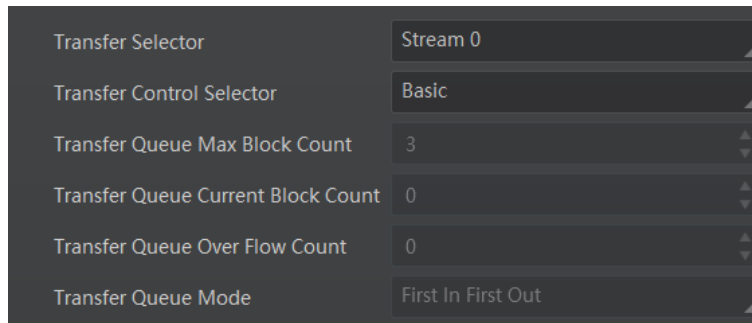 Transfer Selector Stream 0
Transfer Control Selector Basic
Transfer Queue Max Block Count 3
Transfer Queue Current Block Count 0
Transfer Queue Over Flow Count 0
Transfer Queue Mode First In First Out